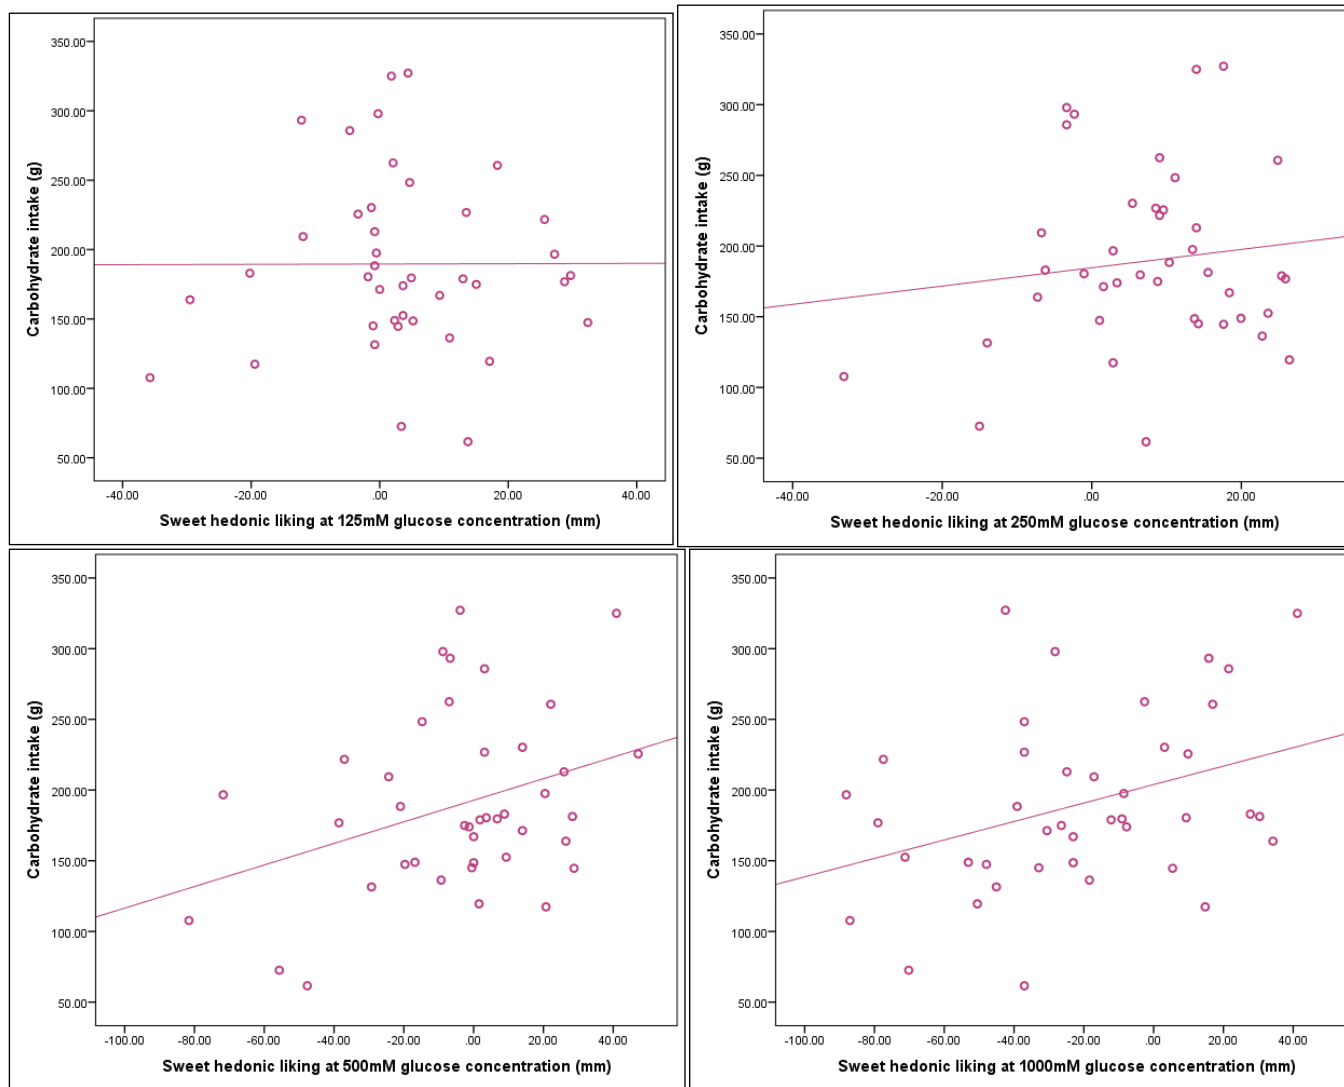 350.00
300.00
250.00
200.00
150.00
100.00
50.00
Carbohydrate intake (g)
-40.00 -20.00 .00 20.00 40.00
Sweet hedonic liking at 125mM glucose concentration (mm)
350.00
300.00
250.00
200.00
150.00
100.00
50.00
Carbohydrate intake (g)
-40.00 -20.00 .00 20.00
Sweet hedonic liking at 250mM glucose concentration (mm)
350.00
300.00
250.00
200.00
150.00
100.00
50.00
Carbohydrate intake (g)
-100.00 -80.00 -60.00 -40.00 -20.00 .00 20.00 40.00
Sweet hedonic liking at 500mM glucose concentration (mm)
350.00
300.00
250.00
200.00
150.00
100.00
50.00
Carbohydrate intake (g)
-100.00 -80.00 -60.00 -40.00 -20.00 .00 20.00 40.00
Sweet hedonic liking at 1000mM glucose concentration (mm)